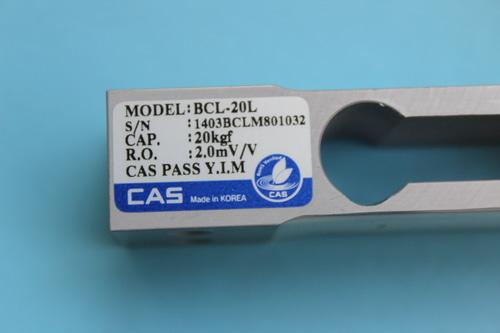 MODEL: BCL-20L
S/N : 1403BCLM801032
CAP. : 20kgf
R.O. : 2.0mV/V
CAS PASS Y.I.M
CAS Made in KOREA
CAS